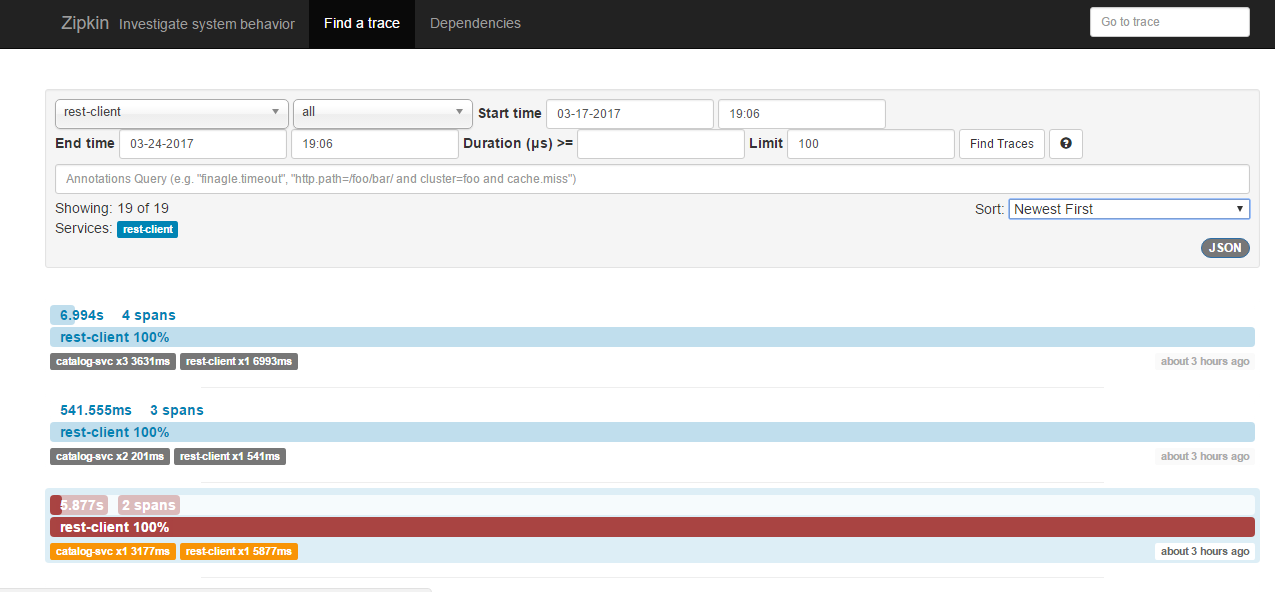 Zipkin Investigate system behavior Find a trace Dependencies Go to trace
rest-client all Start time 03-17-2017 19:06
End time 03-24-2017 19:06 Duration (µs) >= Limit 100 Find Traces ?
Annotations Query (e.g. "finagle.timeout", "http.path=/foo/bar/ and cluster=foo and cache.miss")
Showing: 19 of 19 Sort: Newest First
Services: rest-client
JSON
6.994s 4 spans
rest-client 100%
catalog-svc x3 3631ms rest-client x1 6993ms about 3 hours ago
541.555ms 3 spans
rest-client 100%
catalog-svc x2 201ms rest-client x1 541ms about 3 hours ago
5.877s 2 spans
rest-client 100%
catalog-svc x1 3177ms rest-client x1 5877ms about 3 hours ago